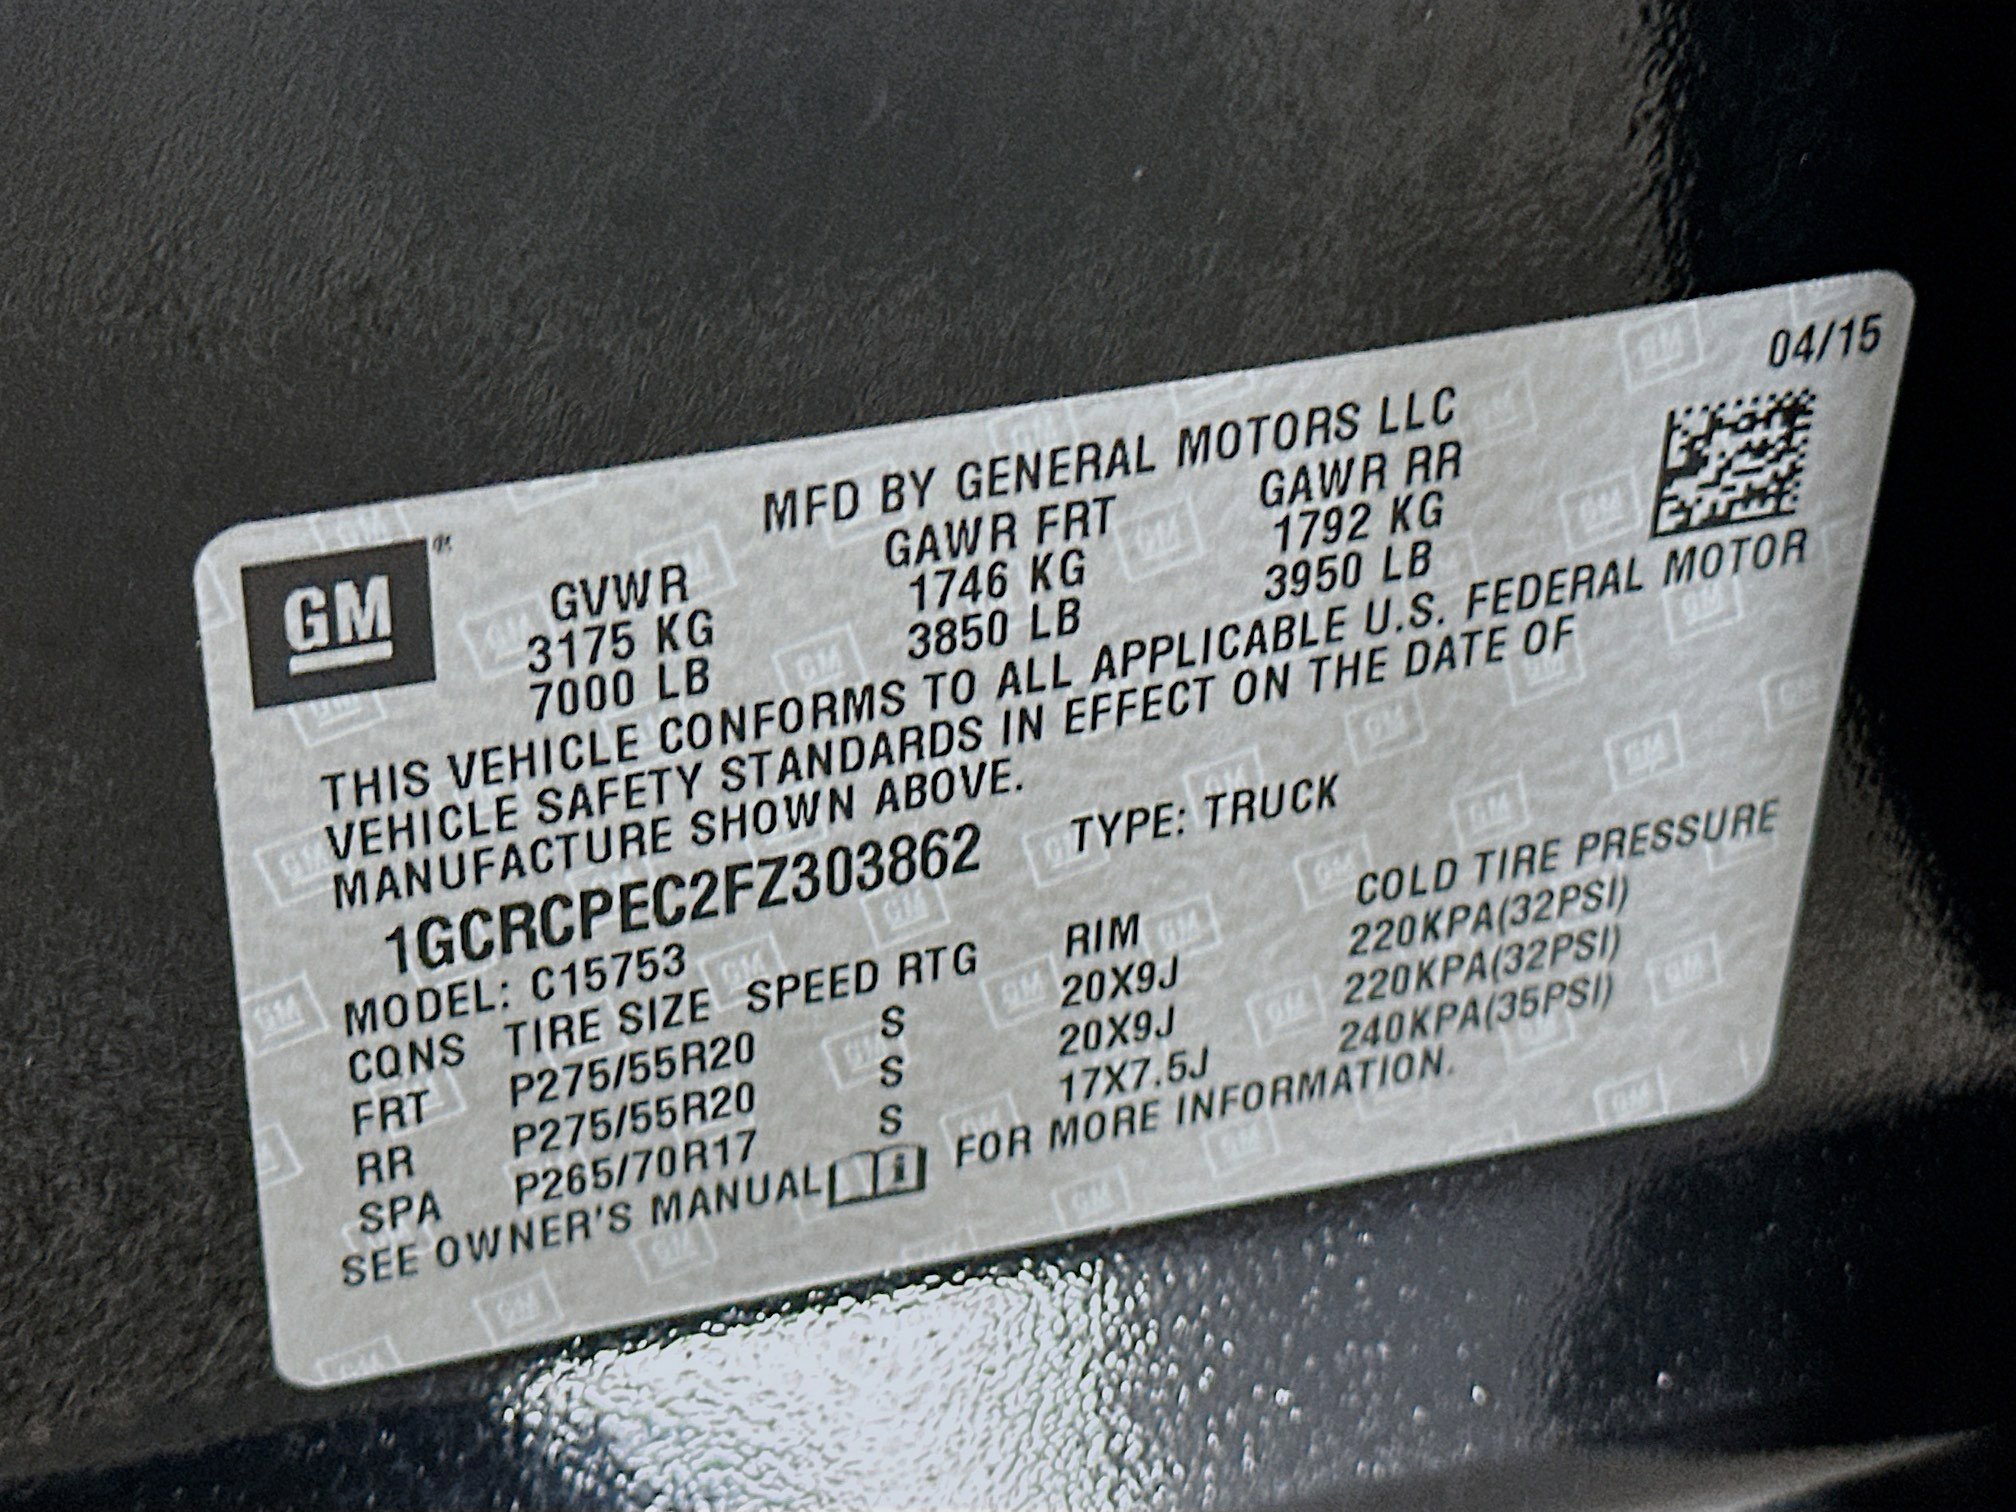 04/15
MFD BY GENERAL MOTORS LLC
GM®
GVWR GAWR FRT GAWR RR
3175 KG 1746 KG 1792 KG
7000 LB 3850 LB 3950 LB
THIS VEHICLE CONFORMS TO ALL APPLICABLE U.S. FEDERAL MOTOR
VEHICLE SAFETY STANDARDS IN EFFECT ON THE DATE OF
MANUFACTURE SHOWN ABOVE.
1GCRCPEC2FZ303862 TYPE: TRUCK
MODEL: C15753
CQNS TIRE SIZE SPEED RTG RIM COLD TIRE PRESSURE
FRT P275/55R20 S 20X9J 220KPA(32PSI)
RR P275/55R20 S 20X9J 220KPA(32PSI)
SPA P265/70R17 S 17X7.5J 240KPA(35PSI)
SEE OWNER'S MANUAL FOR MORE INFORMATION.